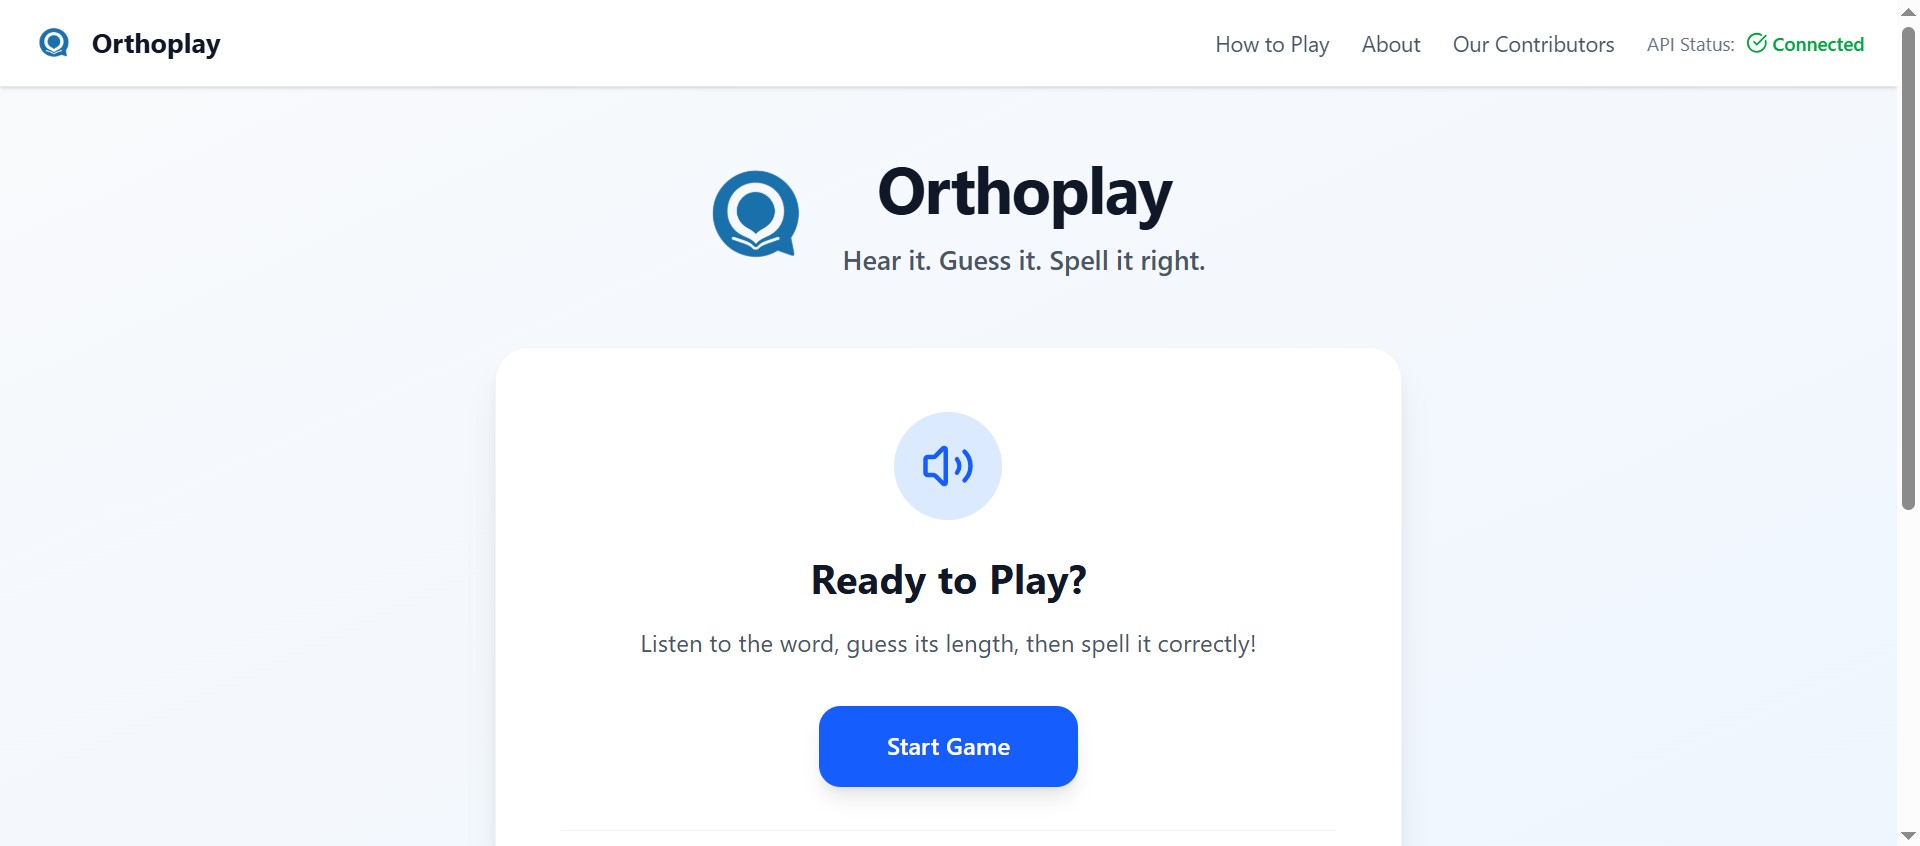 Orthoplay
How to Play
About
Our Contributors
API Status: Connected
Orthoplay
Hear it. Guess it. Spell it right.
Ready to Play?
Listen to the word, guess its length, then spell it correctly!
Start Game